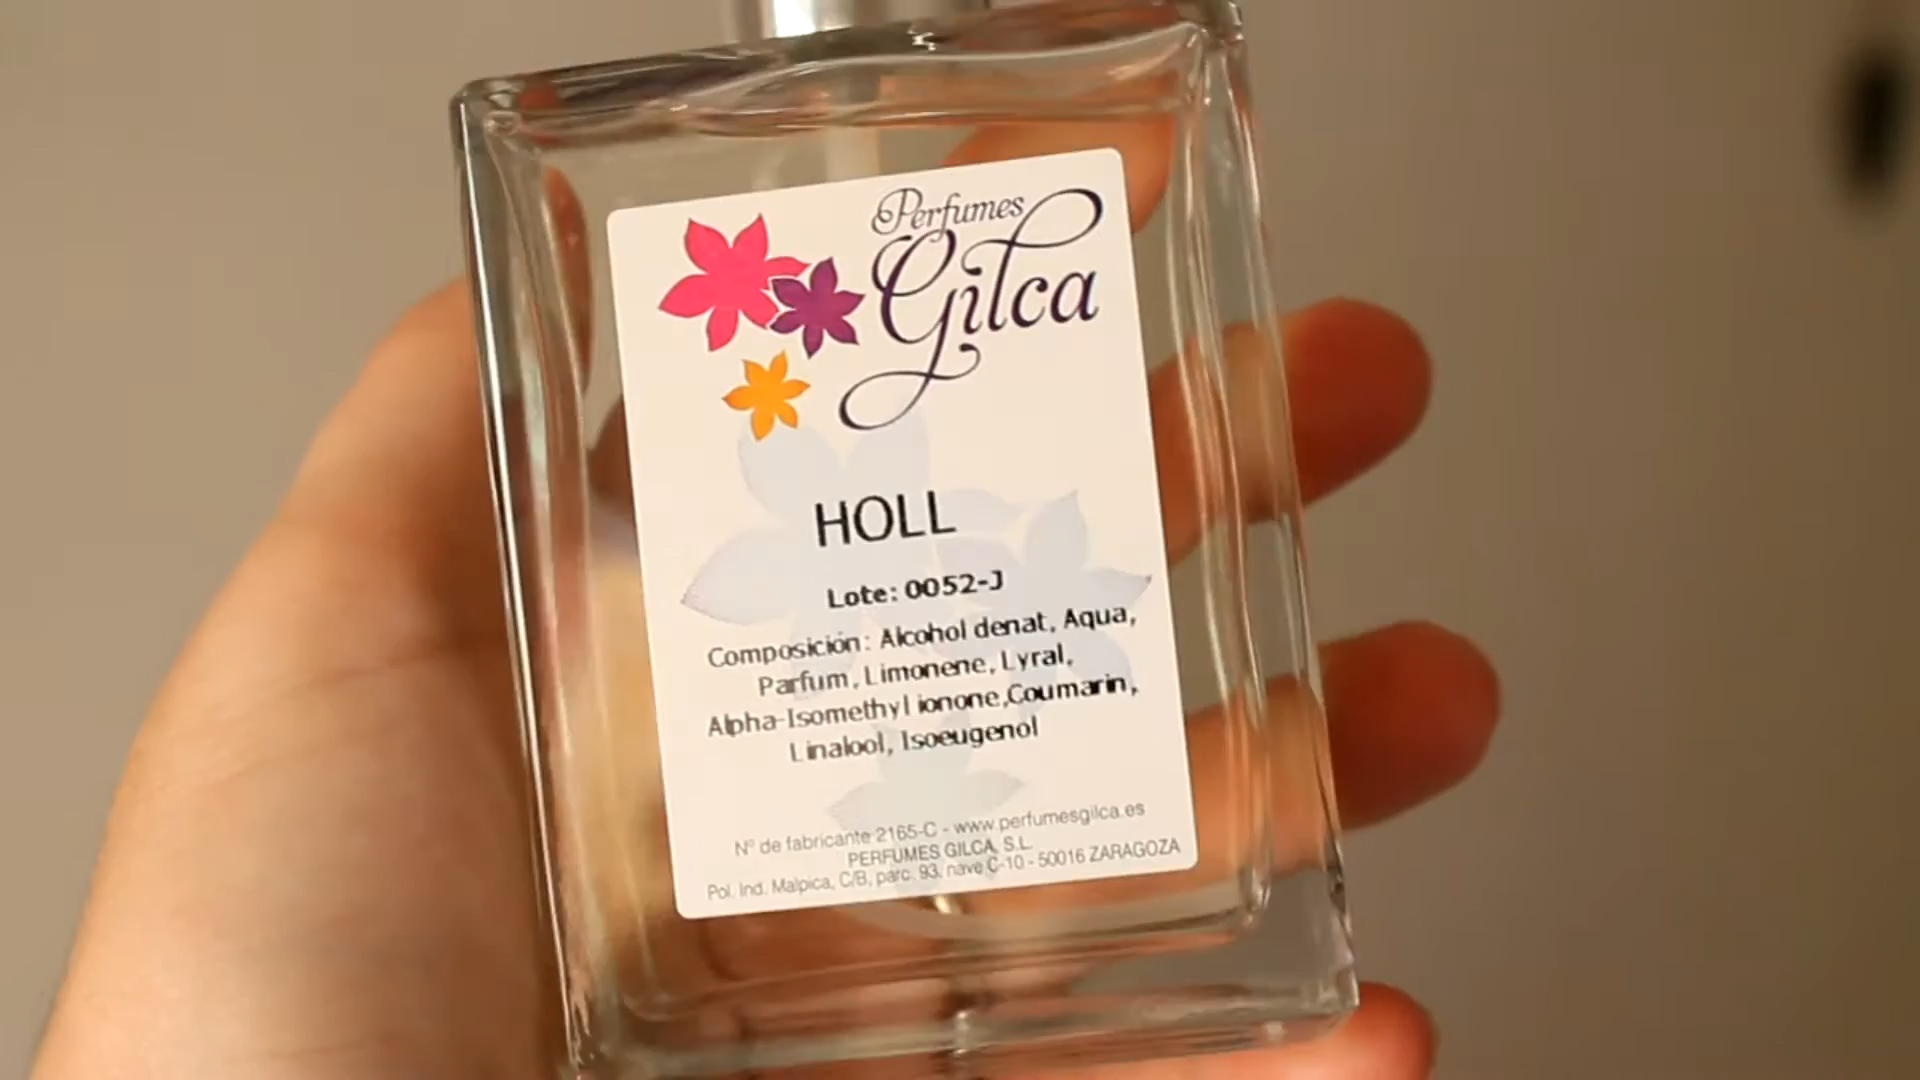 Perfumes
Gilca
HOLL
Lote: 0052-J
Composición: Alcohol denat, Aqua,
Parfum, Limonene, Lyral,
Alpha-Isomethyl ionone,Coumarin,
Linalool, Isoeugenol
Nº de fabricante 2165-C - www.perfumesgilca.es
PERFUMES GILCA, S.L.
Pol. Ind. Malpica, C/B, parc. 93, nave C-10 - 50016 ZARAGOZA